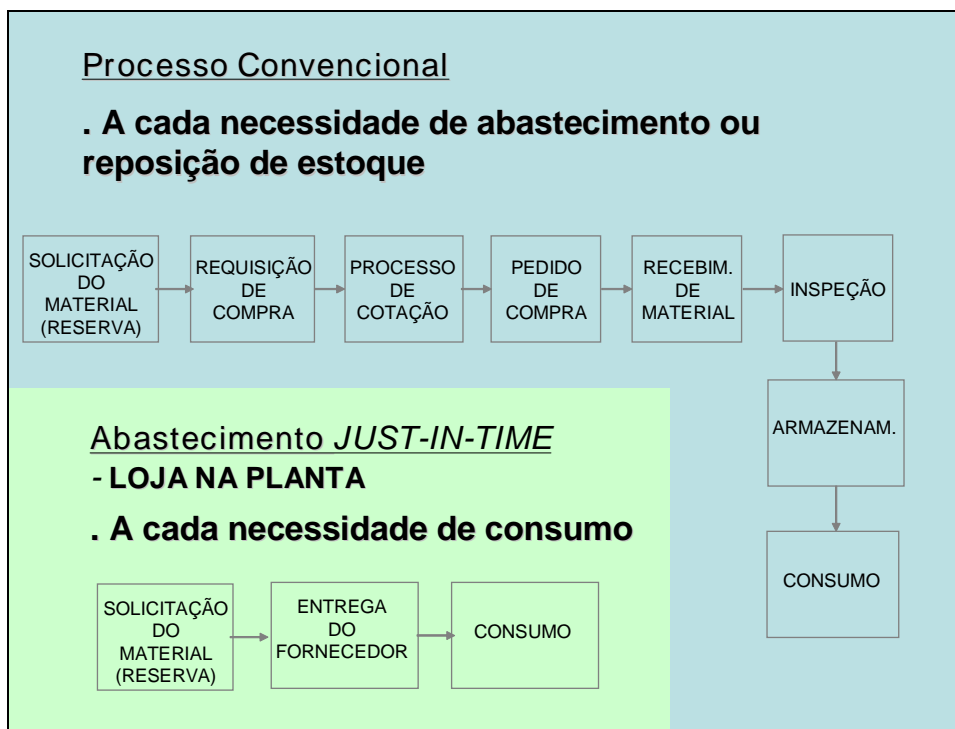 Processo Convencional
. A cada necessidade de abastecimento ou
reposição de estoque
SOLICITAÇÃO
DO
MATERIAL
(RESERVA)
REQUISIÇÃO
DE
COMPRA
PROCESSO
DE
COTAÇÃO
PEDIDO
DE
COMPRA
RECEBIM.
DE
MATERIAL
INSPEÇÃO
ARMAZENAM.
CONSUMO
Abastecimento JUST-IN-TIME
- LOJA NA PLANTA
. A cada necessidade de consumo
SOLICITAÇÃO
DO
MATERIAL
(RESERVA)
ENTREGA
DO
FORNECEDOR
CONSUMO